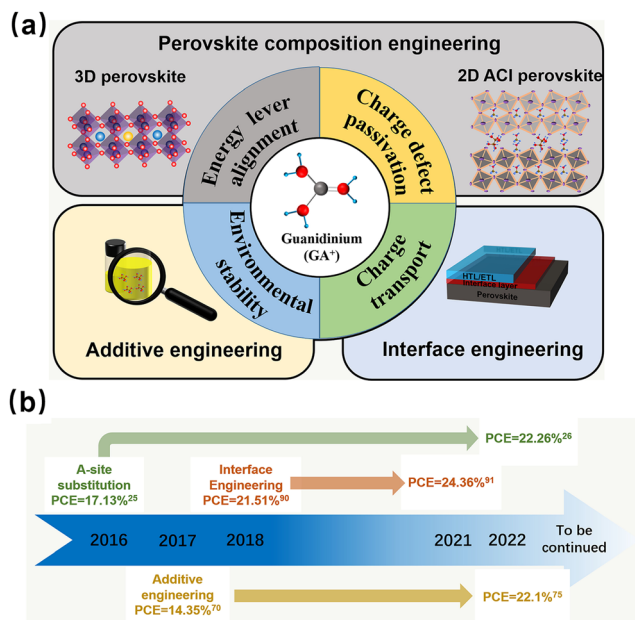 (a)
Perovskite composition engineering
3D perovskite
2D ACI perovskite
Energy lever
alignment
Charge defect
passivation
Guanidinium
(GA⁺)
Environmental
stability
Charge
transport
HTL/ETL
Interface layer
Perovskite
Additive engineering
Interface engineering
(b)
PCE=22.26%²⁶
A-site
substitution
PCE=17.13%²⁵
Interface
Engineering
PCE=21.51%⁹⁰
PCE=24.36%⁹¹
2016
2017
2018
2021
2022
To be
continued
Additive
engineering
PCE=14.35%⁷⁰
PCE=22.1%⁷⁵